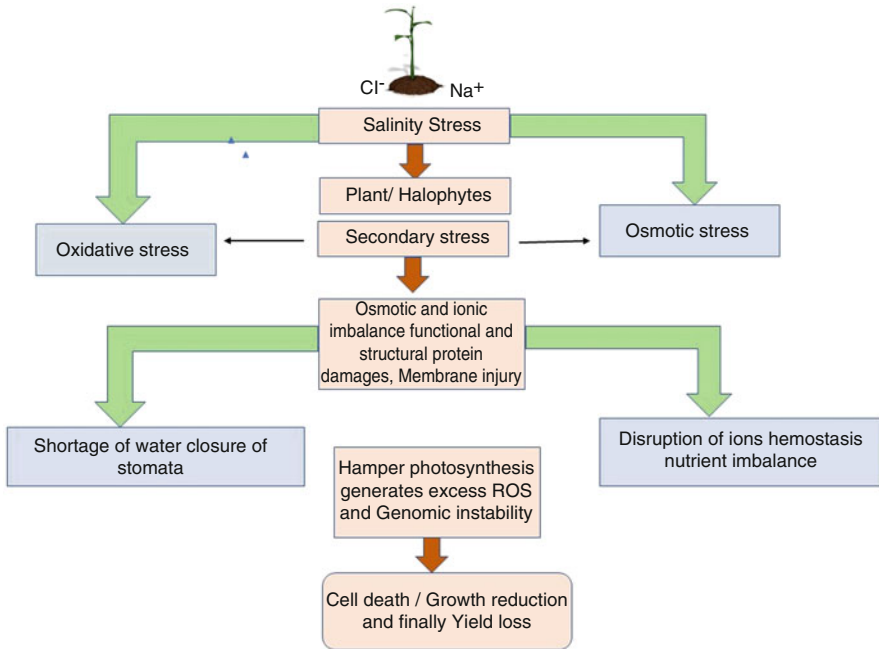 Cl-
Na+
Salinity Stress
Plant/ Halophytes
Oxidative stress
Secondary stress
Osmotic stress
Osmotic and ionic
imbalance functional and
structural protein
damages, Membrane injury
Shortage of water closure of
stomata
Disruption of ions hemostasis
nutrient imbalance
Hamper photosynthesis
generates excess ROS
and Genomic instability
Cell death / Growth reduction
and finally Yield loss